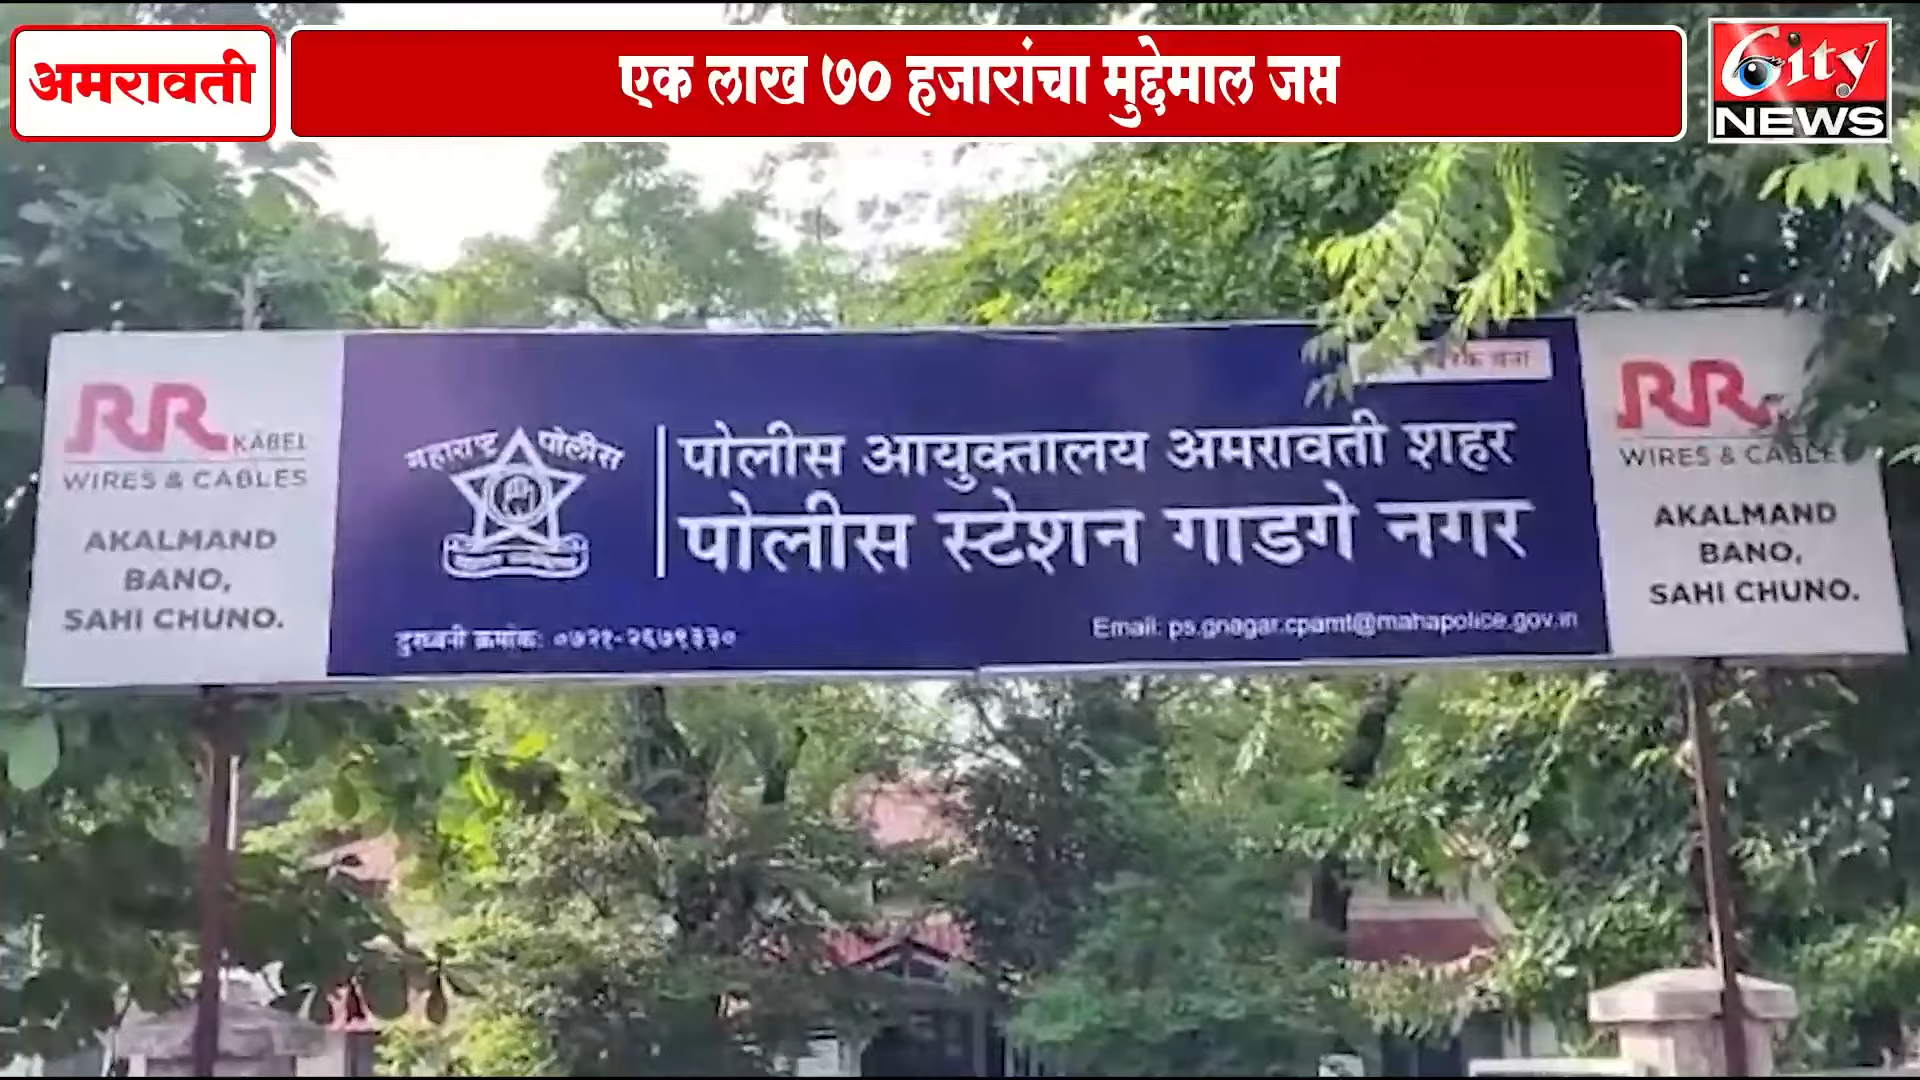 अमरावती
एक लाख ७० हजारांचा मुद्देमाल जप्त
City
NEWS
RR KABEL
WIRES & CABLES
AKALMAND
BANO,
SAHI CHUNO.
महाराष्ट्र पोलीस
पोलीस आयुक्तालय अमरावती शहर
पोलीस स्टेशन गाडगे नगर
दुरध्वनी क्रमांक: ०७२१-२६७९३३०
Email: ps.gnagar.cpamt@mahapolice.gov.in
RR
WIRES & CABLE
AKALMAND
BANO,
SAHI CHUNO.